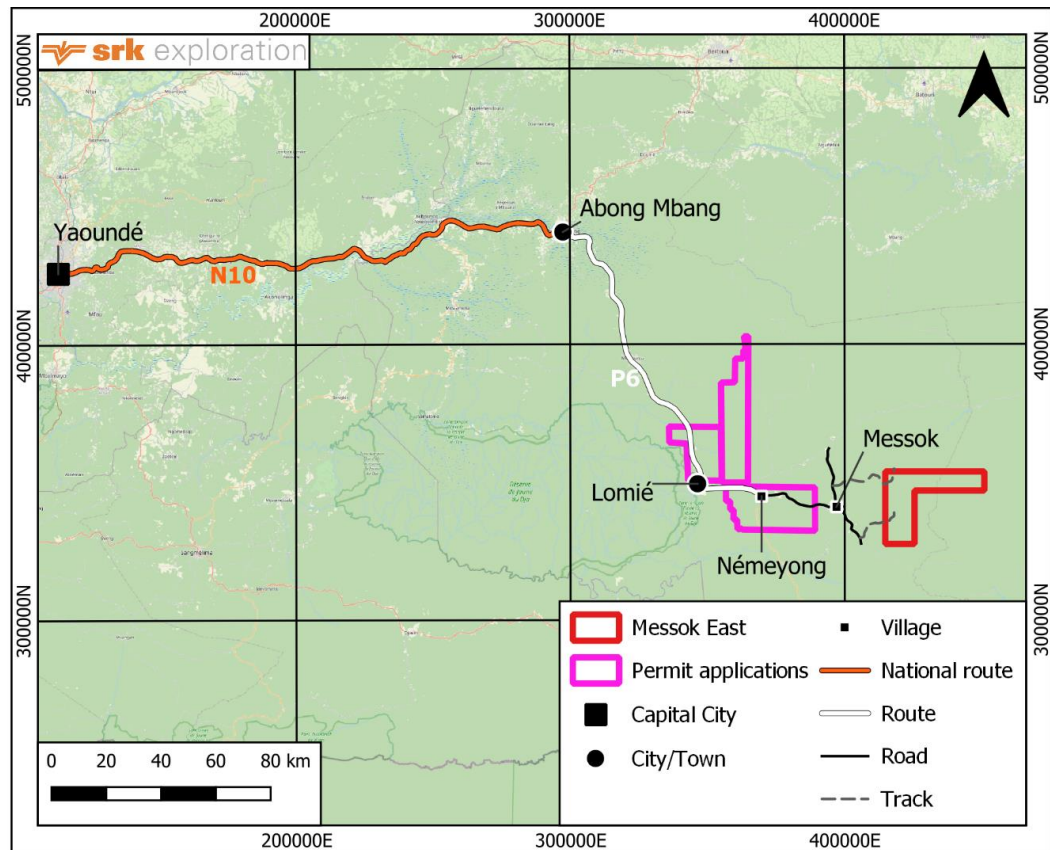 200000E
300000E
400000E
srk exploration
500000N
500000N
Bertoua
Abong Mbang
Yaoundé
N10
400000N
400000N
P6
Messok
Lomié
Némeyong
300000N
300000N
Messok East
Village
Permit applications
National route
Capital City
Route
City/Town
Road
Track
0 20 40 60 80 km
200000E
300000E
400000E